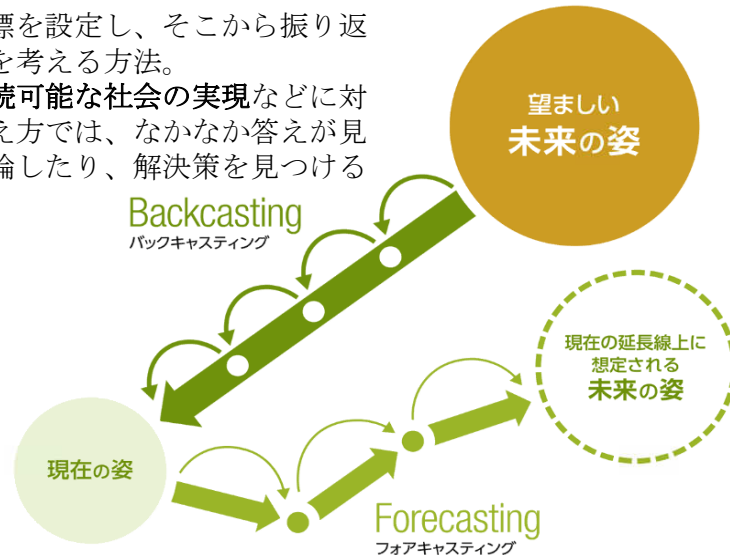 標を設定し、そこから振り返
を考える方法。
続可能な社会の実現などに対
え方では、なかなか答えが見
論したり、解決策を見つける
望ましい
未来の姿
Backcasting
バックキャスティング
現在の延長線上に
想定される
未来の姿
現在の姿
Forecasting
フォアキャスティング